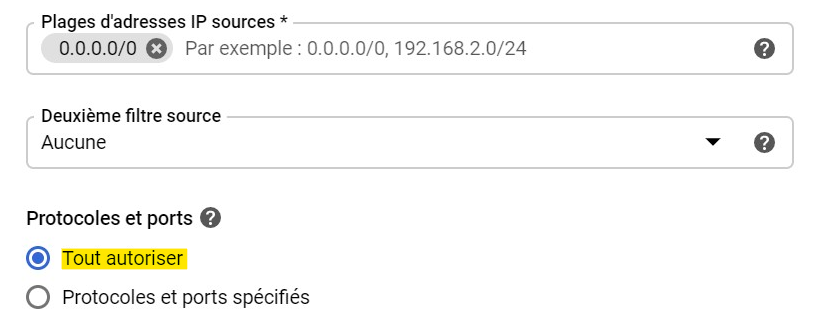 Plages d'adresses IP sources *
0.0.0.0/0 Par exemple : 0.0.0.0/0, 192.168.2.0/24
Deuxième filtre source
Aucune
Protocoles et ports
Tout autoriser
Protocoles et ports spécifiés